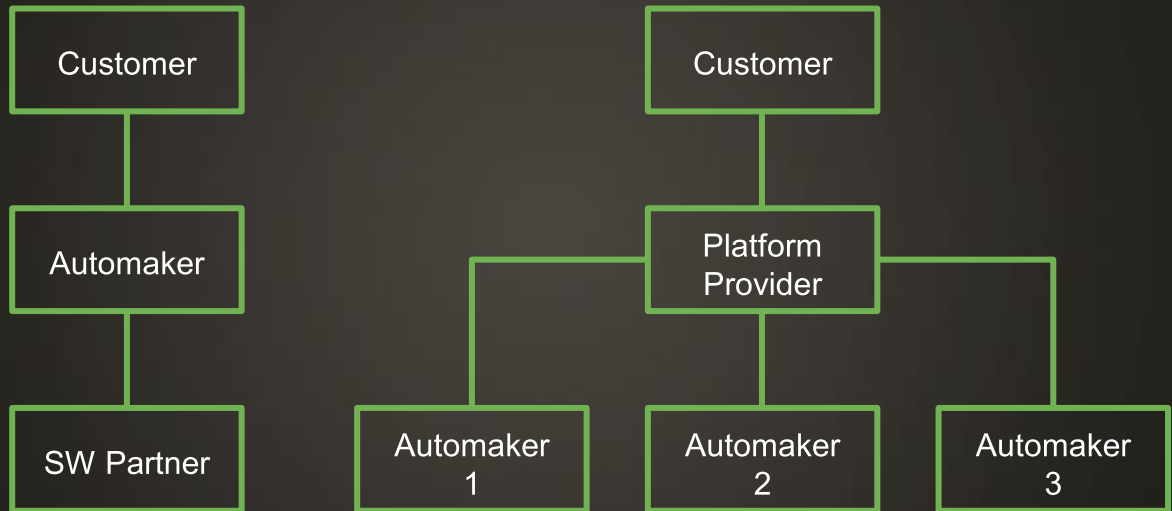 Customer
Automaker
SW Partner
Customer
Platform
Provider
Automaker
1
Automaker
2
Automaker
3